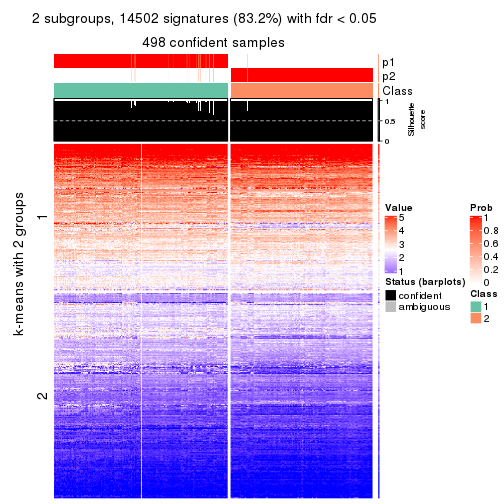 2 subgroups, 14502 signatures (83.2%) with fdr < 0.05
498 confident samples
p1
p2
Class
1
0.5
0
Silhouette
score
k-means with 2 groups
1
2
Value
5
4
3
2
1
Prob
1
0.8
0.6
0.4
0.2
0
Status (barplots)
confident
ambiguous
Class
1
2